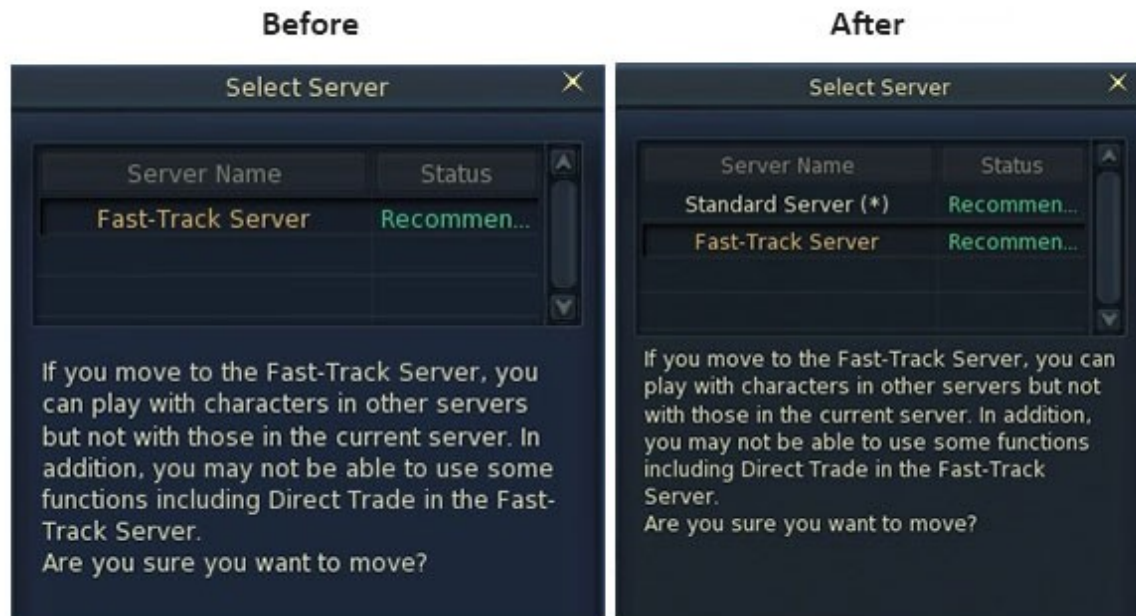 Before
Select Server
Server Name Status
Fast-Track Server Recommen...
If you move to the Fast-Track Server, you
can play with characters in other servers
but not with those in the current server. In
addition, you may not be able to use some
functions including Direct Trade in the Fast-
Track Server.
Are you sure you want to move?
After
Select Server
Server Name Status
Standard Server (*) Recommen...
Fast-Track Server Recommen...
If you move to the Fast-Track Server, you can
play with characters in other servers but not
with those in the current server. In addition,
you may not be able to use some functions
including Direct Trade in the Fast-Track
Server.
Are you sure you want to move?